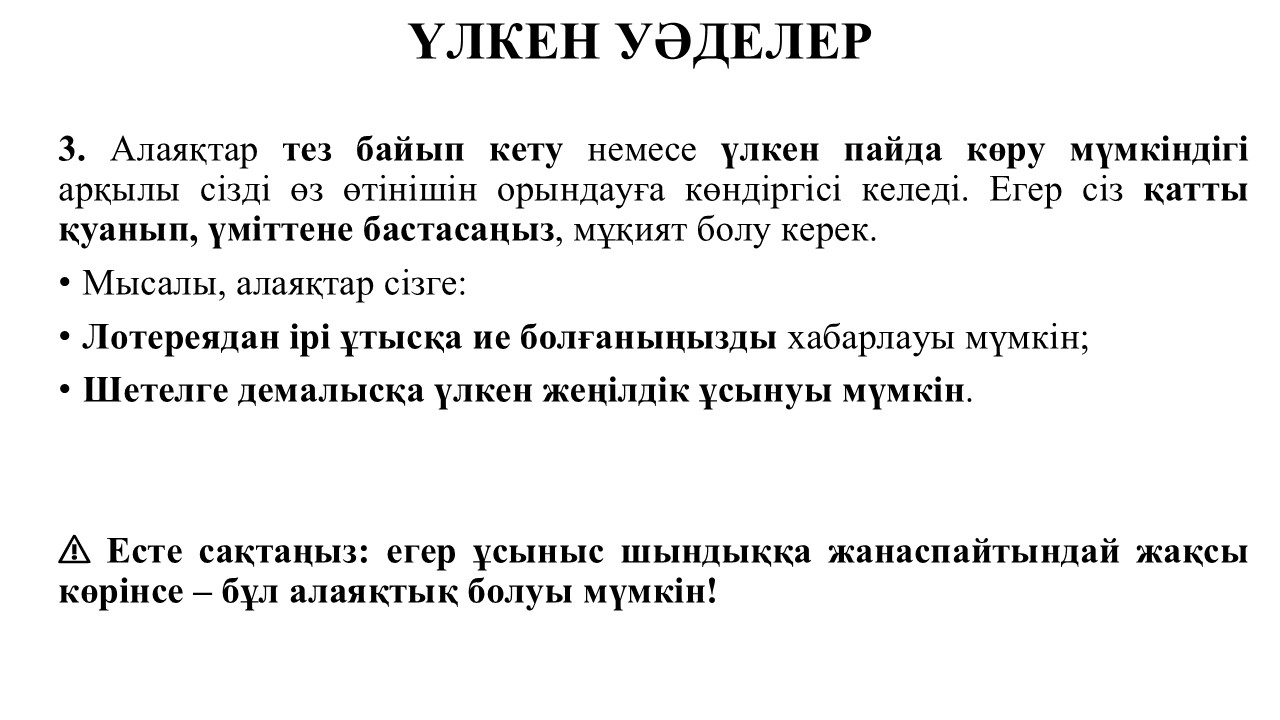 ҮЛКЕН УӘДЕЛЕР
3. Алаяқтар тез байып кету немесе үлкен пайда көру мүмкіндігі
арқылы сізді өз өтінішін орындауға көндіргісі келеді. Егер сіз қатты
қуанып, үміттене бастасаңыз, мұқият болу керек.
• Мысалы, алаяқтар сізге:
• Лотереядан ірі ұтысқа ие болғаныңызды хабарлауы мүмкін;
• Шетелге демалысқа үлкен жеңілдік ұсынуы мүмкін.
⚠ Есте сақтаңыз: егер ұсыныс шындыққа жанаспайтындай жақсы
көрінсе – бұл алаяқтық болуы мүмкін!